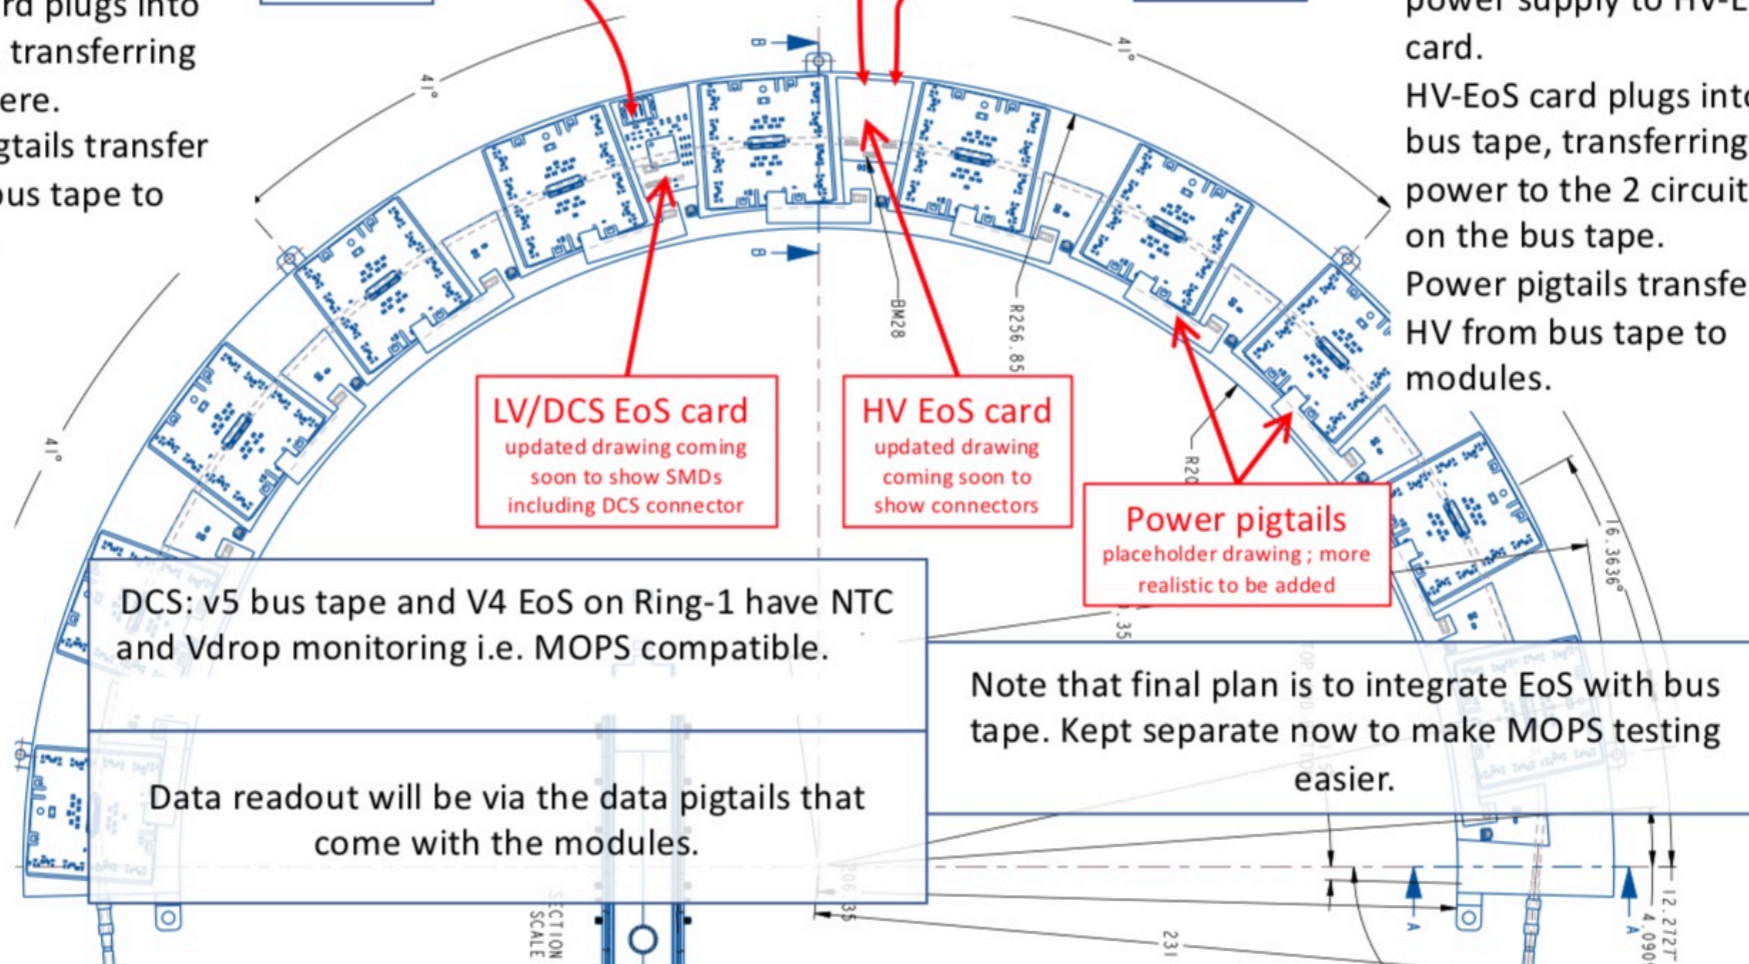 rd plugs into
transferring
ere.
gtails transfer
bus tape to
power supply to HV-E
card.
HV-EoS card plugs into
bus tape, transferring
power to the 2 circuit
on the bus tape.
Power pigtails transfe
HV from bus tape to
modules.
41°
41°
41°
B
B
BM28
R256.85
R20
16.3636°
LV/DCS EoS card
updated drawing coming
soon to show SMDs
including DCS connector
HV EoS card
updated drawing
coming soon to
show connectors
Power pigtails
placeholder drawing ; more
realistic to be added
.35
DCS: v5 bus tape and V4 EoS on Ring-1 have NTC
and Vdrop monitoring i.e. MOPS compatible.
Note that final plan is to integrate EoS with bus
tape. Kept separate now to make MOPS testing
easier.
Data readout will be via the data pigtails that
come with the modules.
206.35
SECTION
SCALE
231
A
A
12.2727°
4.090